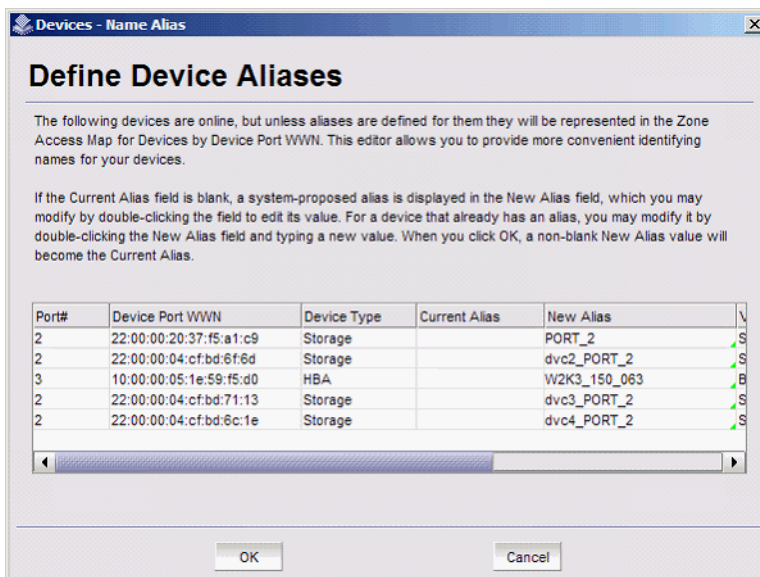 Devices - Name Alias
Define Device Aliases
The following devices are online, but unless aliases are defined for them they will be represented in the Zone
Access Map for Devices by Device Port WWN. This editor allows you to provide more convenient identifying
names for your devices.
If the Current Alias field is blank, a system-proposed alias is displayed in the New Alias field, which you may
modify by double-clicking the field to edit its value. For a device that already has an alias, you may modify it by
double-clicking the New Alias field and typing a new value. When you click OK, a non-blank New Alias value will
become the Current Alias.
Port# Device Port WWN Device Type Current Alias New Alias V
2 22:00:00:20:37:f5:a1:c9 Storage PORT_2 S
2 22:00:00:04:cf:bd:6f:6d Storage dvc2_PORT_2 S
3 10:00:00:05:1e:59:f5:d0 HBA W2K3_150_063 B
2 22:00:00:04:cf:bd:71:13 Storage dvc3_PORT_2 S
2 22:00:00:04:cf:bd:6c:1e Storage dvc4_PORT_2 S
OK Cancel